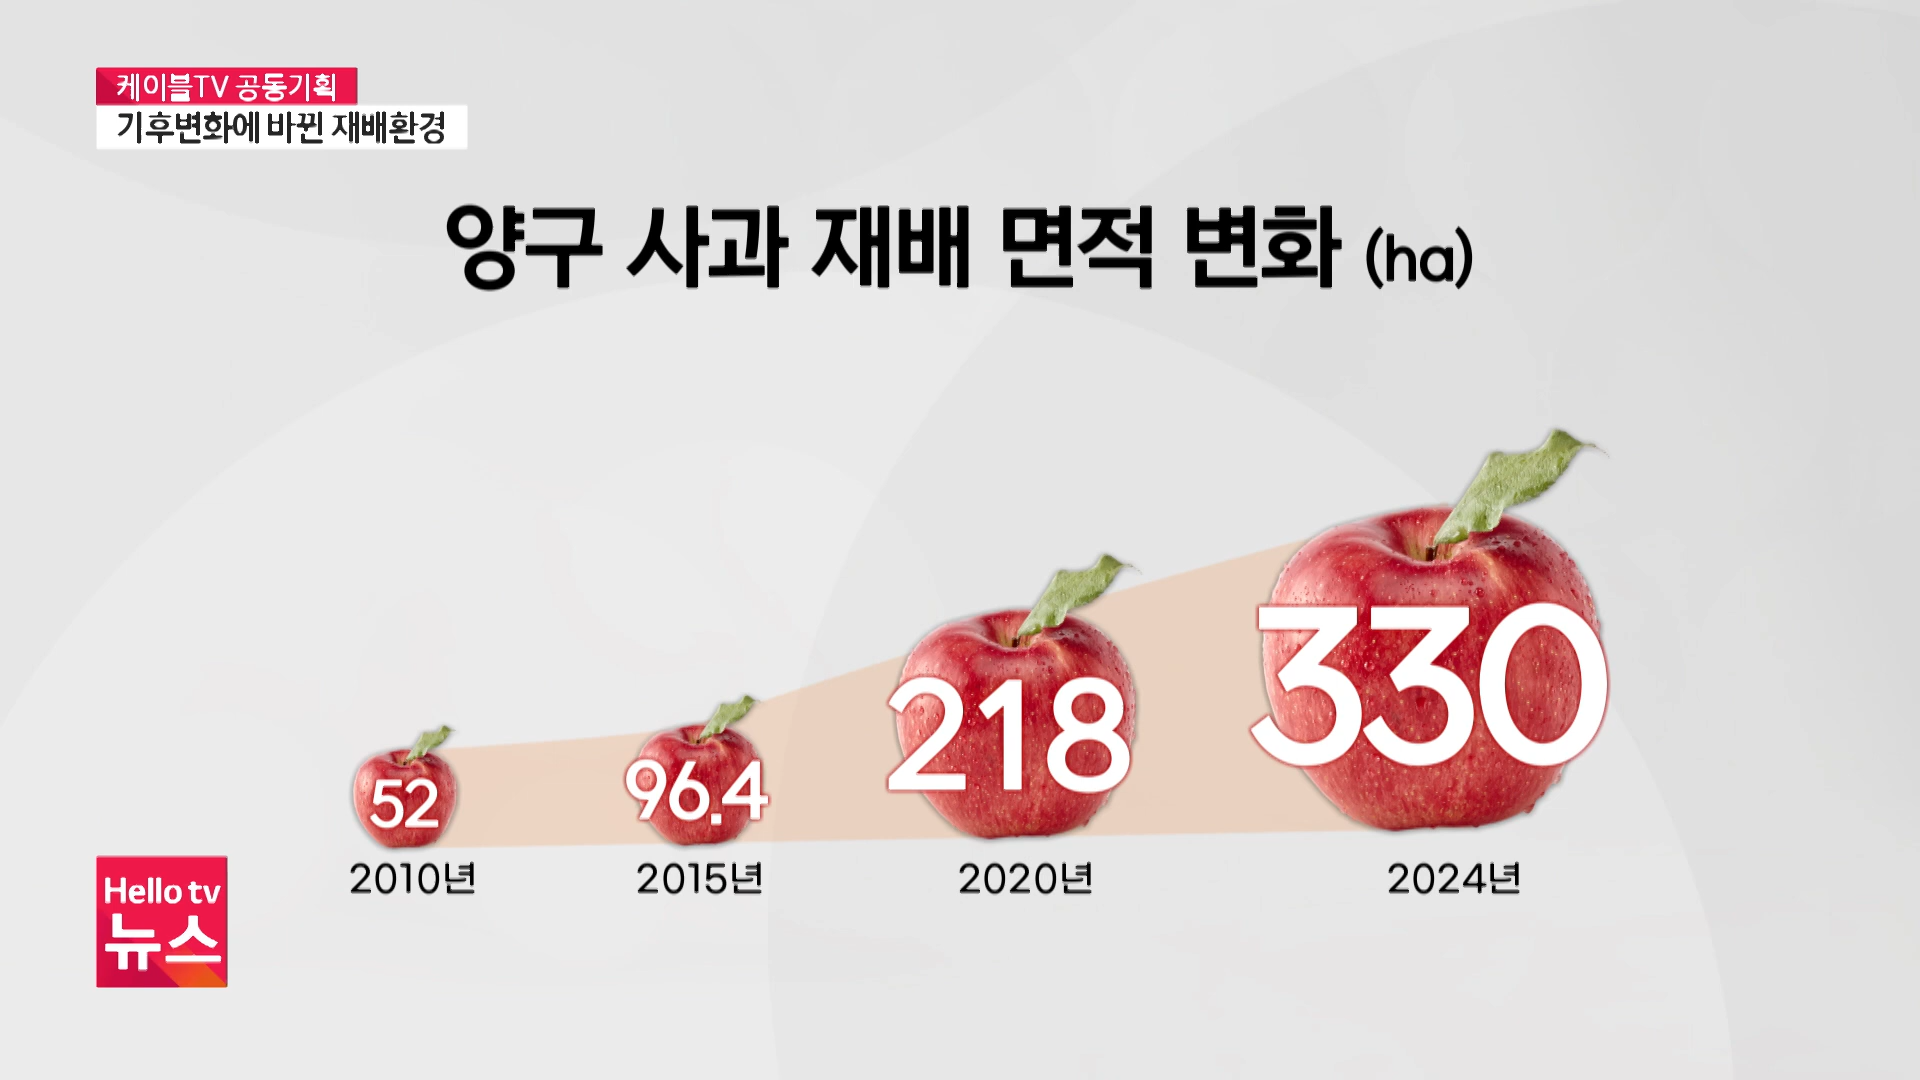 케이블TV 공동기획
기후변화에 바뀐 재배환경
양구 사과 재배 면적 변화 (ha)
52
96.4
218
330
2010년
2015년
2020년
2024년
Hello tv
뉴스